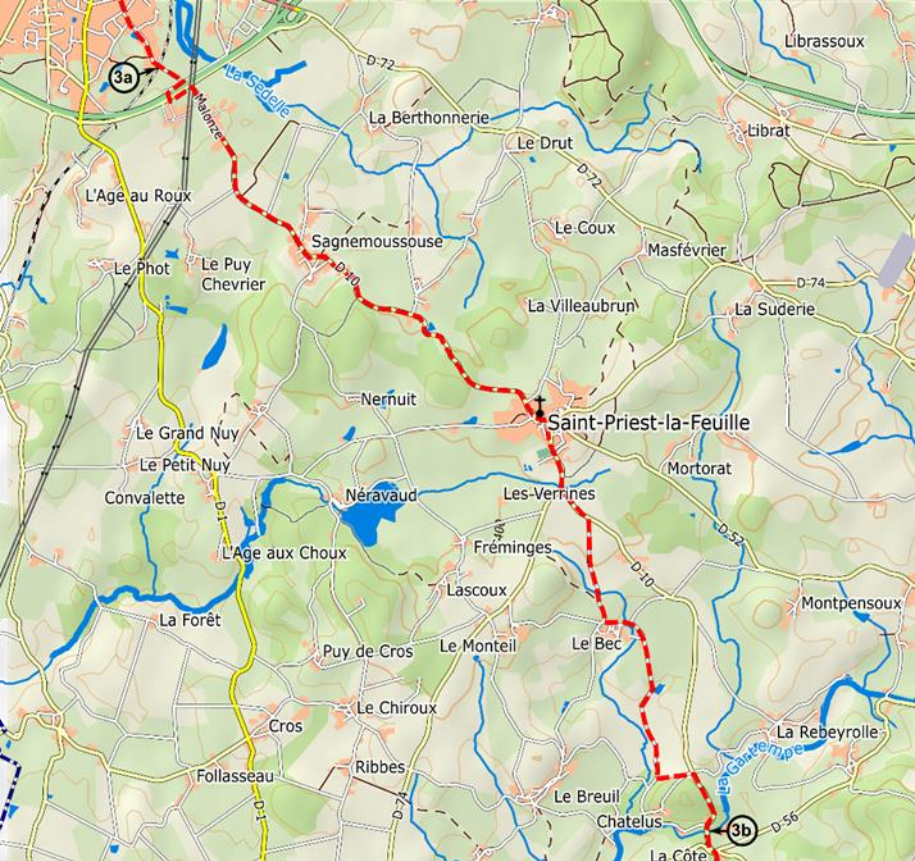 Librassoux
D-72
3a
La Sédelle
Malonze
La Berthonnerie
Librat
Le Drut
D-72
L'Age au Roux
Le Coux
Sagnemoussouse
Masfévrier
Le Phot
Le Puy
Chevrier
D-10
D-74
La Villeaubrun
La Suderie
Nernuit
Saint-Priest-la-Feuille
Le Grand Nuy
Le Petit Nuy
Mortorat
Convalette
Néravaud
Les Verrines
D-1
400
D-52
L'Age aux Choux
Fréminges
D-10
Lascoux
Montpensoux
La Forêt
Puy de Cros
Le Monteil
Le Bec
Le Chiroux
Cros
La Rebeyrolle
La Gartempe
Follasseau
Ribbes
D-74
Le Breuil
D-1
Chatelus
3b
D-56
La Côte